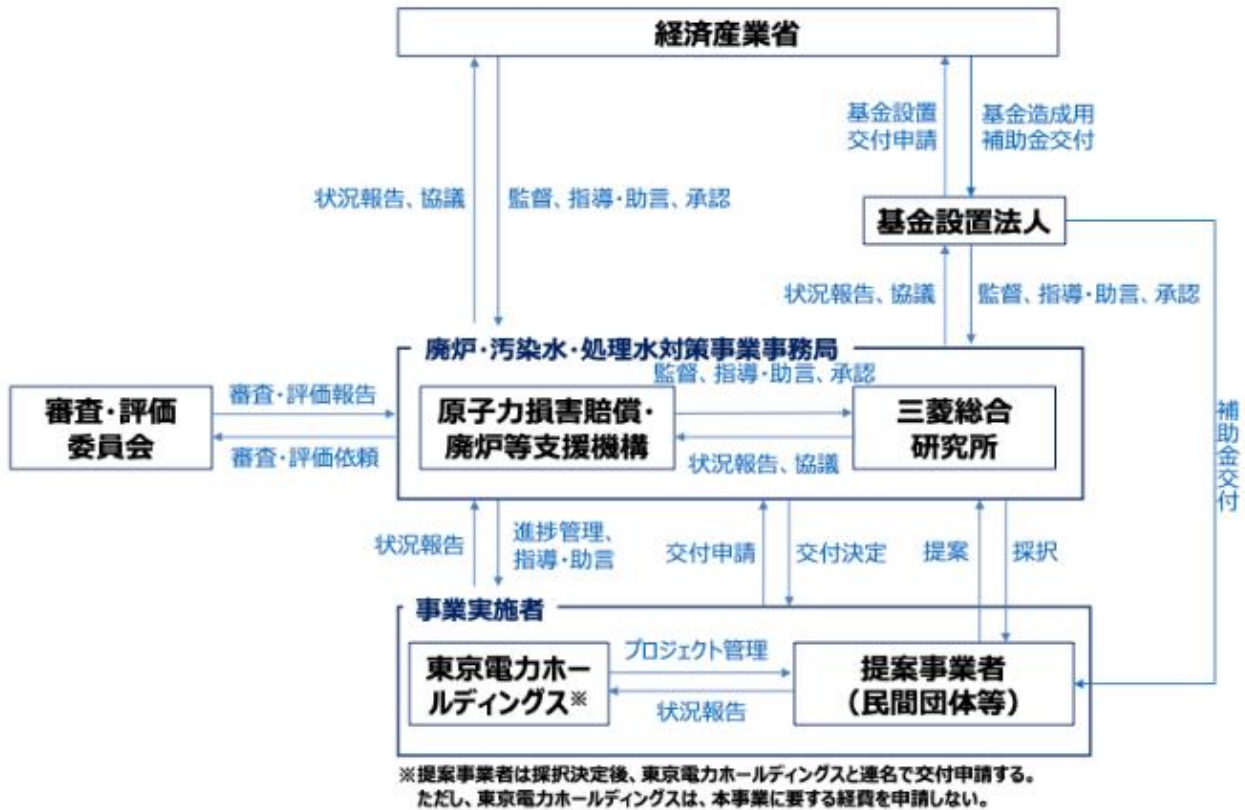 経済産業省
基金設置
交付申請
基金造成用
補助金交付
状況報告、協議
監督、指導・助言、承認
基金設置法人
状況報告、協議
監督、指導・助言、承認
廃炉・汚染水・処理水対策事業事務局
監督、指導・助言、承認
審査・評価
委員会
審査・評価報告
審査・評価依頼
原子力損害賠償・
廃炉等支援機構
三菱総合
研究所
状況報告、協議
補助金交付
状況報告
進捗管理、
指導・助言
交付申請
交付決定
提案
採択
事業実施者
東京電力ホー
ルディングス※
プロジェクト管理
状況報告
提案事業者
（民間団体等）
※提案事業者は採択決定後、東京電力ホールディングスと連名で交付申請する。
ただし、東京電力ホールディングスは、本事業に要する経費を申請しない。